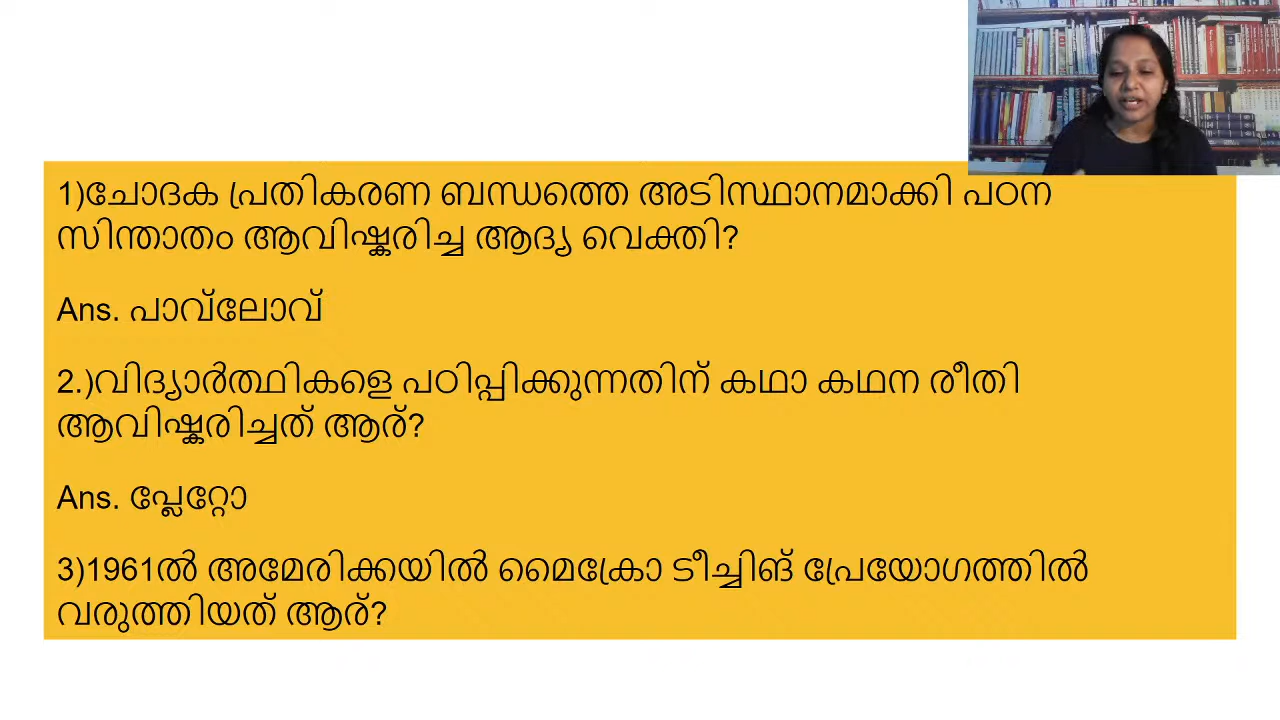 1)ചോദക പ്രതികരണ ബന്ധത്തെ അടിസ്ഥാനമാക്കി പഠന
സിന്താതം ആവിഷ്കരിച്ച ആദ്യ വെക്തി?
Ans. പാവ്ലോവ്
2.)വിദ്യാർത്ഥികളെ പഠിപ്പിക്കുന്നതിന് കഥാ കഥന രീതി
ആവിഷ്കരിച്ചത് ആര്?
Ans. പ്ലേറ്റോ
3)1961ൽ അമേരിക്കയിൽ മൈക്രോ ടീച്ചിങ് പ്രേയോഗത്തിൽ
വരുത്തിയത് ആര്?